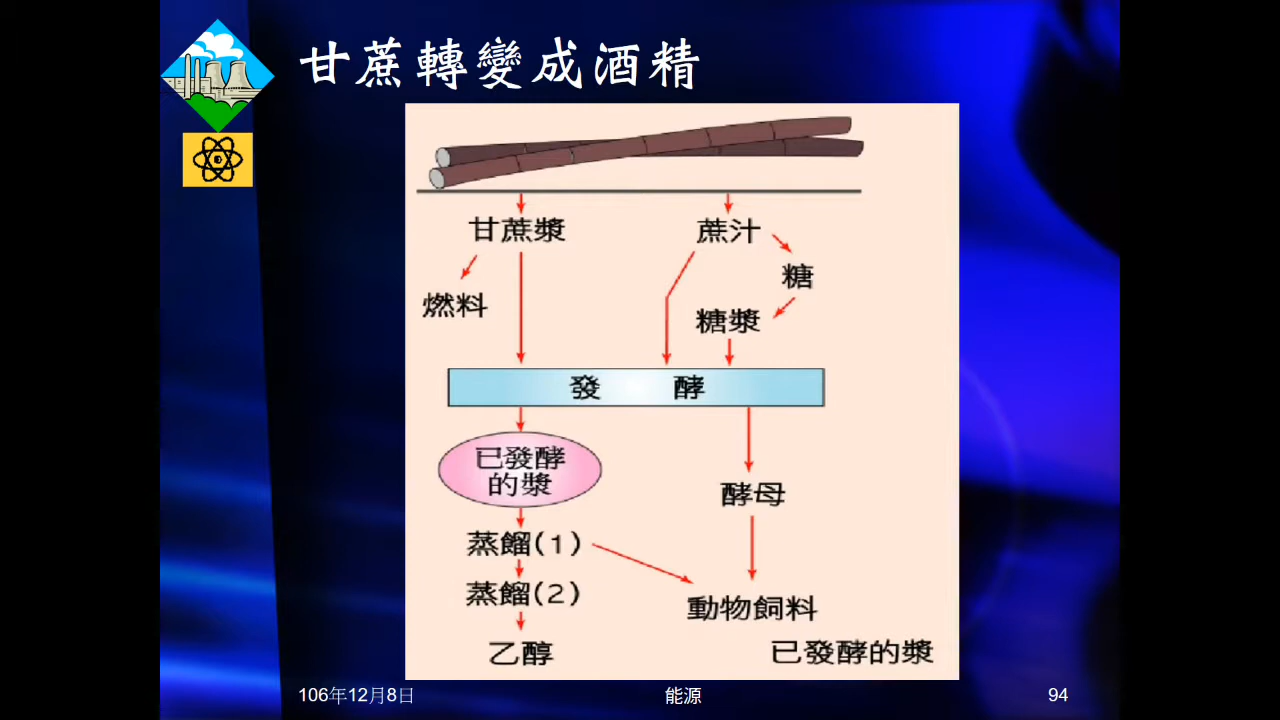 甘蔗轉變成酒精
甘蔗漿
蔗汁
糖
燃料
糖漿
發 酵
已發酵
的漿
酵母
蒸餾(1)
蒸餾(2)
動物飼料
乙醇
已發酵的漿
106年12月8日
能源
94